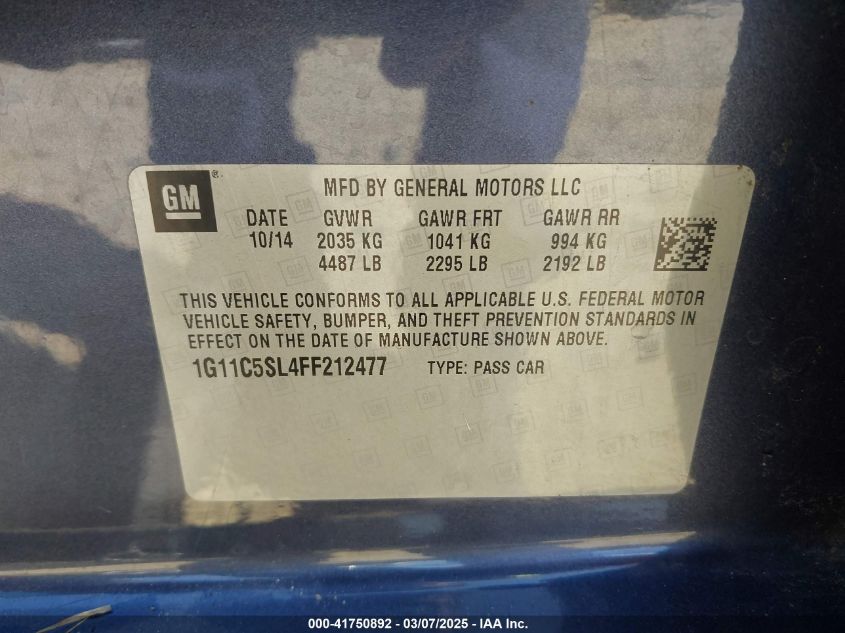 GM ® MFD BY GENERAL MOTORS LLC
DATE GVWR GAWR FRT GAWR RR
10/14 2035 KG 1041 KG 994 KG
4487 LB 2295 LB 2192 LB
THIS VEHICLE CONFORMS TO ALL APPLICABLE U.S. FEDERAL MOTOR
VEHICLE SAFETY, BUMPER, AND THEFT PREVENTION STANDARDS IN
EFFECT ON THE DATE OF MANUFACTURE SHOWN ABOVE.
1G11C5SL4FF212477 TYPE: PASS CAR
000-41750892 - 03/07/2025 - IAA, Inc.